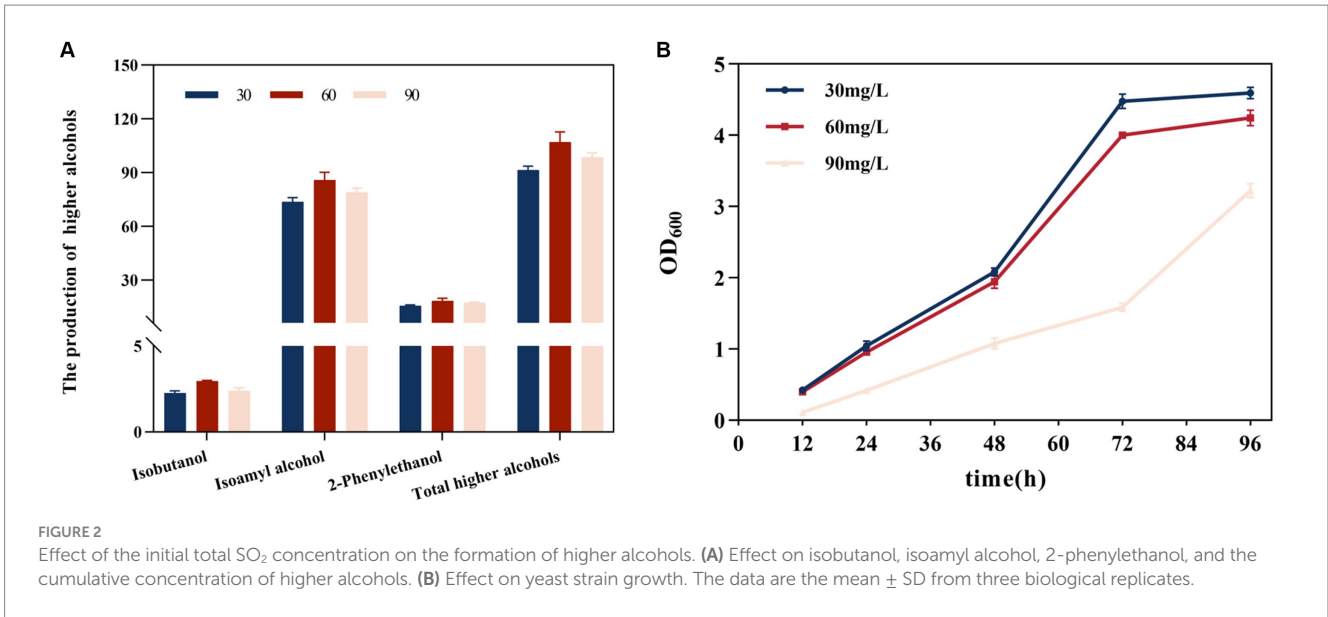 A
The production of higher alcohols
150
120
90
60
30
5
0
30 60 90
Isobutanol
Isoamyl alcohol
2-Phenylethanol
Total higher alcohols
B
OD₆₀₀
5
4
3
2
1
0
30mg/L
60mg/L
90mg/L
0 12 24 36 48 60 72 84 96
time(h)
FIGURE 2
Effect of the initial total SO₂ concentration on the formation of higher alcohols. (A) Effect on isobutanol, isoamyl alcohol, 2-phenylethanol, and the
cumulative concentration of higher alcohols. (B) Effect on yeast strain growth. The data are the mean ± SD from three biological replicates.